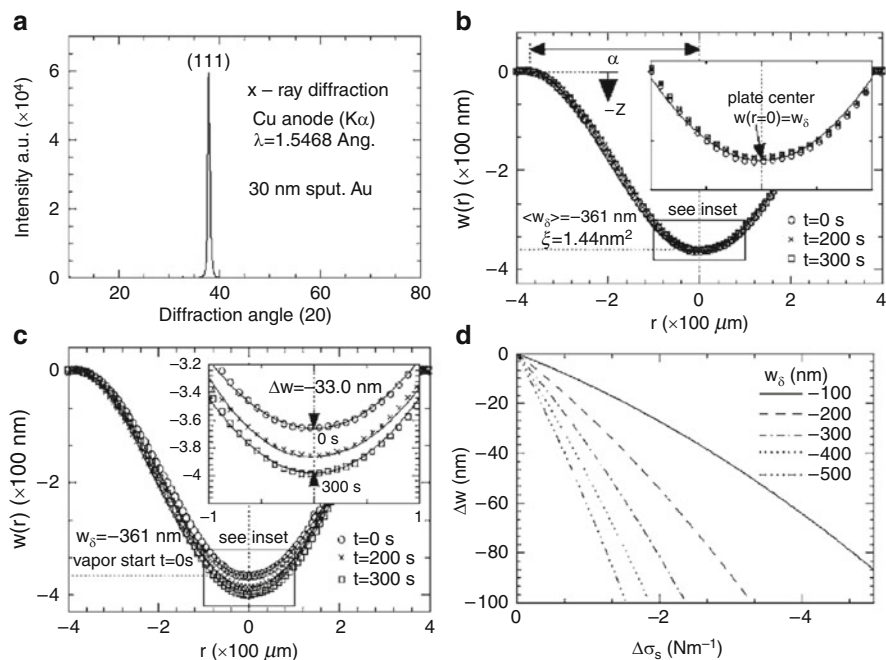 a
(111)
x – ray diffraction
Cu anode (Kα)
λ=1.5468 Ang.
30 nm sput. Au
Intensity a.u. (×10⁴)
6
4
2
0
20 40 60 80
Diffraction angle (20)
b
α
–Z
plate center
w(r=0)=w_δ
see inset
<w_δ>=–361 nm
ξ=1.44nm²
t=0 s
t=200 s
t=300 s
w(r) (×100 nm)
0
–2
–4
–4 –2 0 2 4
r (×100 μm)
c
–3.2
–3.4
–3.6
–3.8
–4
–1 1
Δw=–33.0 nm
0 s
300 s
see inset
w_δ=–361 nm
vapor start t=0s
t=0 s
t=200 s
t=300 s
w(r) (×100 nm)
0
–2
–4
–4 –2 0 2 4
r (×100 μm)
d
w_δ (nm)
–100
–200
–300
–400
–500
Δw (nm)
0
–20
–40
–60
–80
–100
0 –2 –4
Δσ_s (Nm⁻¹)